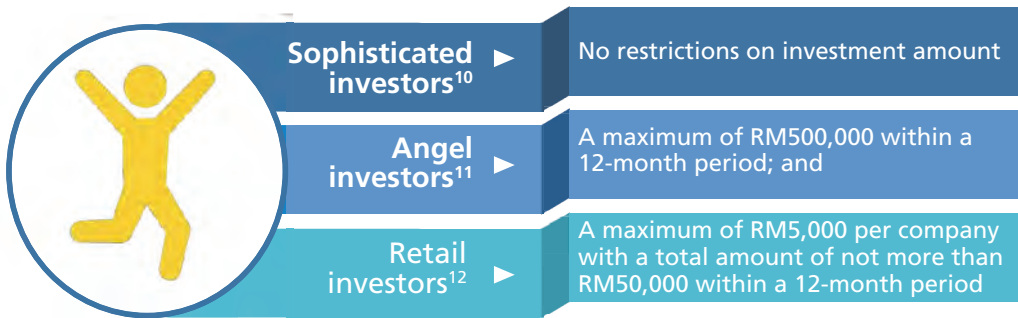 Sophisticated
investors¹⁰
No restrictions on investment amount
Angel
investors¹¹
A maximum of RM500,000 within a
12-month period; and
Retail
investors¹²
A maximum of RM5,000 per company
with a total amount of not more than
RM50,000 within a 12-month period